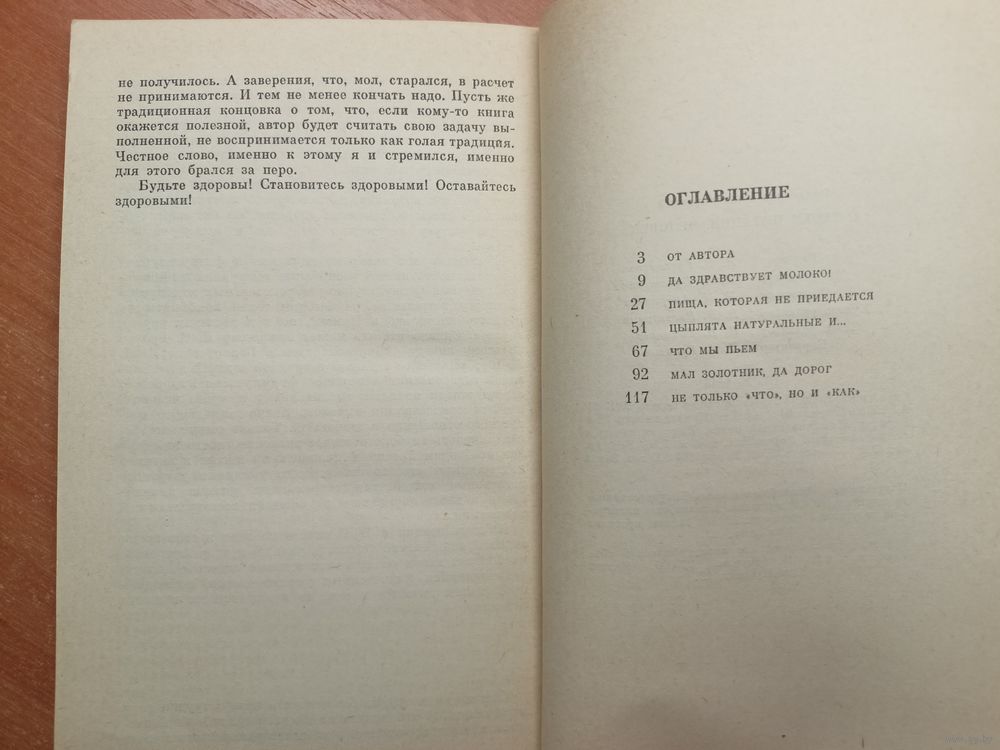 не получилось. А заверения, что, мол, старался, в расчет
не принимаются. И тем не менее кончать надо. Пусть же
традиционная концовка о том, что, если кому-то книга
окажется полезной, автор будет считать свою задачу вы-
полненной, не воспринимается только как голая традиция.
Честное слово, именно к этому я и стремился, именно
для этого брался за перо.
Будьте здоровы! Становитесь здоровыми! Оставайтесь
здоровыми!
ОГЛАВЛЕНИЕ
3 ОТ АВТОРА
9 ДА ЗДРАВСТВУЕТ МОЛОКО!
27 ПИЩА, КОТОРАЯ НЕ ПРИЕДАЕТСЯ
51 ЦЫПЛЯТА НАТУРАЛЬНЫЕ И...
67 ЧТО МЫ ПЬЕМ
92 МАЛ ЗОЛОТНИК, ДА ДОРОГ
117 НЕ ТОЛЬКО «ЧТО», НО И «КАК»